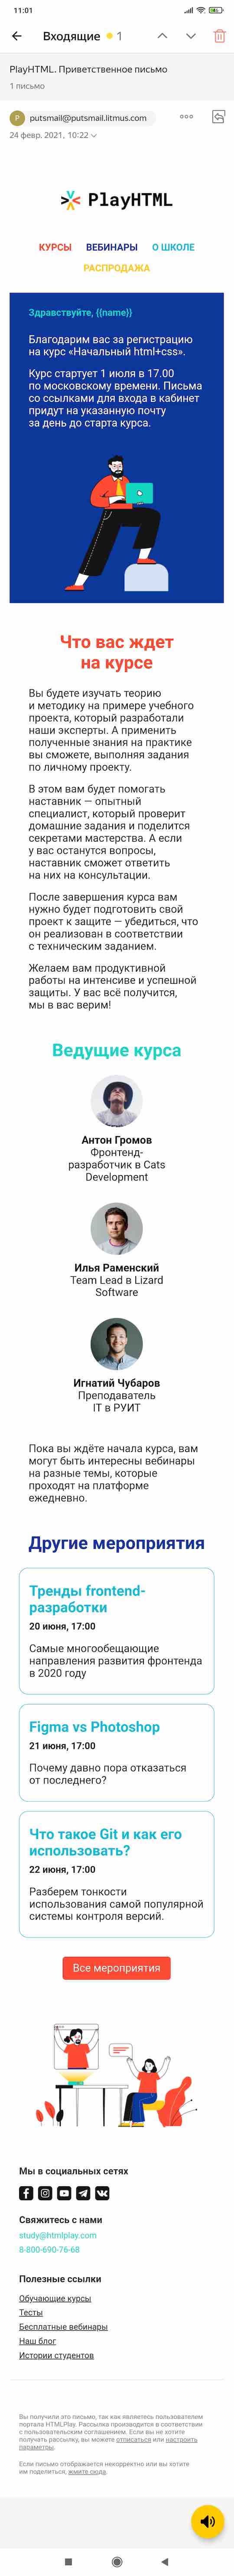 11:01
Входящие 1
PlayHTML. Приветственное письмо
1 письмо
P putsmail@putsmail.litmus.com
24 февр. 2021, 10:22
PlayHTML
КУРСЫ ВЕБИНАРЫ О ШКОЛЕ
РАСПРОДАЖА
Здравствуйте, {{name}}
Благодарим вас за регистрацию
на курс «Начальный html+css».
Курс стартует 1 июля в 17.00
по московскому времени. Письма
со ссылками для входа в кабинет
придут на указанную почту
за день до старта курса.
Что вас ждет
на курсе
Вы будете изучать теорию
и методику на примере учебного
проекта, который разработали
наши эксперты. А применить
полученные знания на практике
вы сможете, выполняя задания
по личному проекту.
В этом вам будет помогать
наставник — опытный
специалист, который проверит
домашние задания и поделится
секретами мастерства. А если
у вас останутся вопросы,
наставник сможет ответить
на них на консультации.
После завершения курса вам
нужно будет подготовить свой
проект к защите — убедиться, что
он реализован в соответствии
с техническим заданием.
Желаем вам продуктивной
работы на интенсиве и успешной
защиты. У вас всё получится,
мы в вас верим!
Ведущие курса
Антон Громов
Фронтенд-
разработчик в Cats
Development
Илья Раменский
Team Lead в Lizard
Software
Игнатий Чубаров
Преподаватель
IT в РУИТ
Пока вы ждёте начала курса, вам
могут быть интересны вебинары
на разные темы, которые
проходят на платформе
ежедневно.
Другие мероприятия
Тренды frontend-
разработки
20 июня, 17:00
Самые многообещающие
направления развития фронтенда
в 2020 году
Figma vs Photoshop
21 июня, 17:00
Почему давно пора отказаться
от последнего?
Что такое Git и как его
использовать?
22 июня, 17:00
Разберем тонкости
использования самой популярной
системы контроля версий.
Все мероприятия
Мы в социальных сетях
Свяжитесь с нами
study@htmlplay.com
8-800-690-76-68
Полезные ссылки
Обучающие курсы
Тесты
Бесплатные вебинары
Наш блог
Истории студентов
Вы получили это письмо, так как являетесь пользователем
портала HTMLPlay. Рассылка производится в соответствии
с пользовательским соглашением. Если вы не хотите
получать рассылку, вы можете отписаться или настроить
параметры.
Если письмо отображается некорректно или вы хотите
им поделиться, жмите сюда.